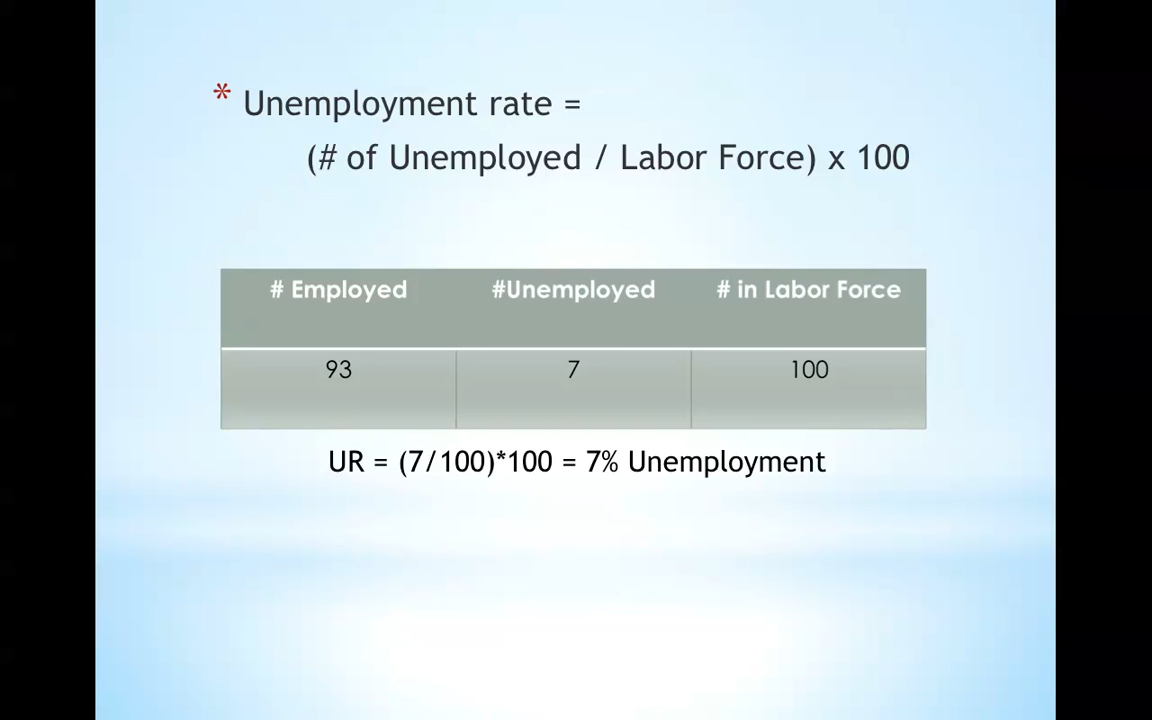 * Unemployment rate =
(# of Unemployed / Labor Force) x 100
# Employed #Unemployed # in Labor Force
93 7 100
UR = (7/100)*100 = 7% Unemployment